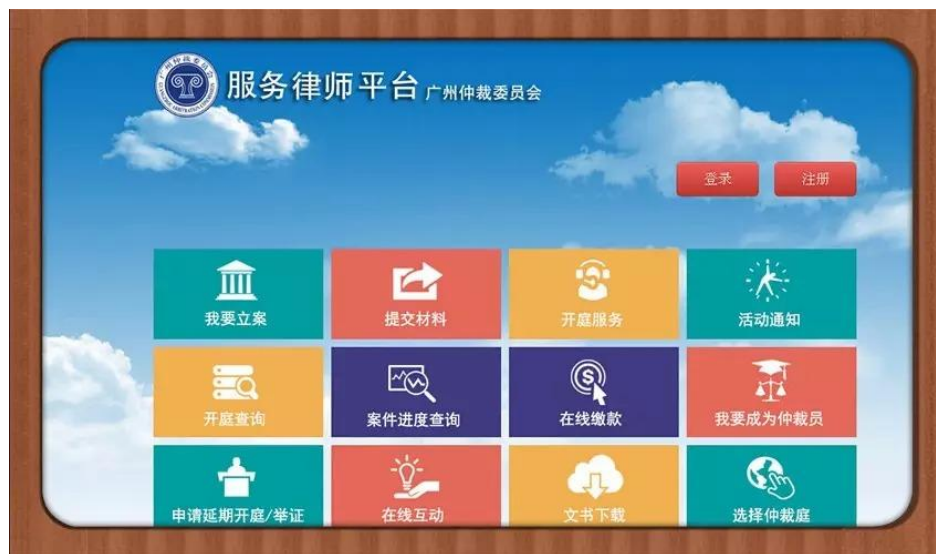 服务律师平台 广州仲裁委员会
登录 注册
我要立案 提交材料 开庭服务 活动通知
开庭查询 案件进度查询 在线缴款 我要成为仲裁员
申请延期开庭/举证 在线互动 文书下载 选择仲裁庭